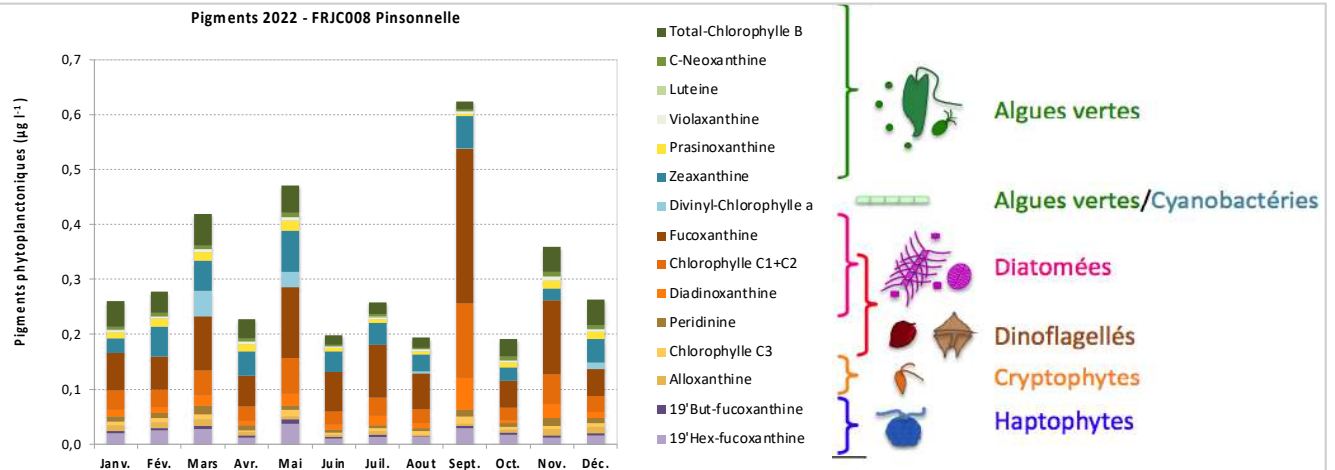 Pigments 2022 - FRJC008 Pinsonnelle
Pigments phytoplanctoniques (µg l-1)
0,7
0,6
0,5
0,4
0,3
0,2
0,1
0,0
Janv. Fév. Mars Avr. Mai Juin Juil. Aout Sept. Oct. Nov. Déc.
Total-Chlorophylle B
C-Neoxanthine
Luteine
Violaxanthine
Prasinoxanthine
Zeaxanthine
Divinyl-Chlorophylle a
Fucoxanthine
Chlorophylle C1+C2
Diadinoxanthine
Peridinine
Chlorophylle C3
Alloxanthine
19'But-fucoxanthine
19'Hex-fucoxanthine
Algues vertes
Algues vertes/Cyanobactéries
Diatomées
Dinoflagellés
Cryptophytes
Haptophytes